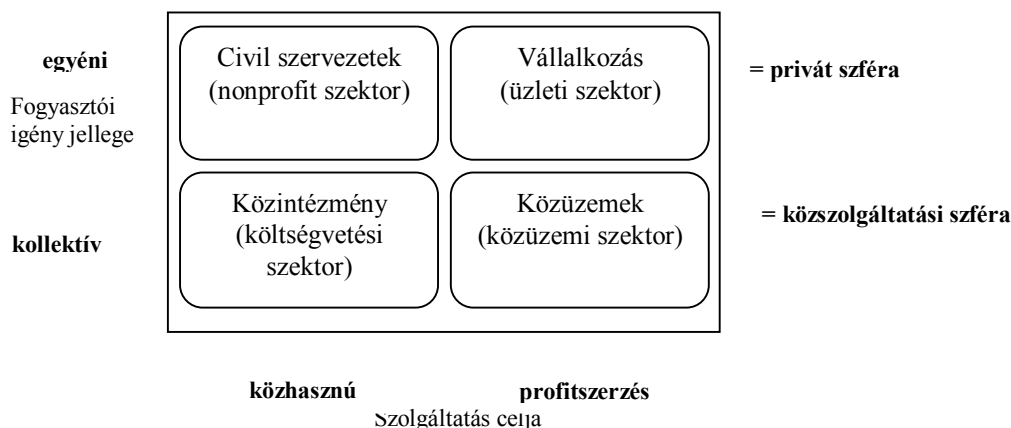 Civil szervezetek
(nonprofit szektor)
Vállalkozás
(üzleti szektor)
egyéni
= privát szféra
Fogyasztói
igény jellege
Közintézmény
(költségvetési
szektor)
Közüzemek
(közüzemi szektor)
= közszolgáltatási szféra
kollektív
közhasznú
profitszerzés
Szolgáltatás celja